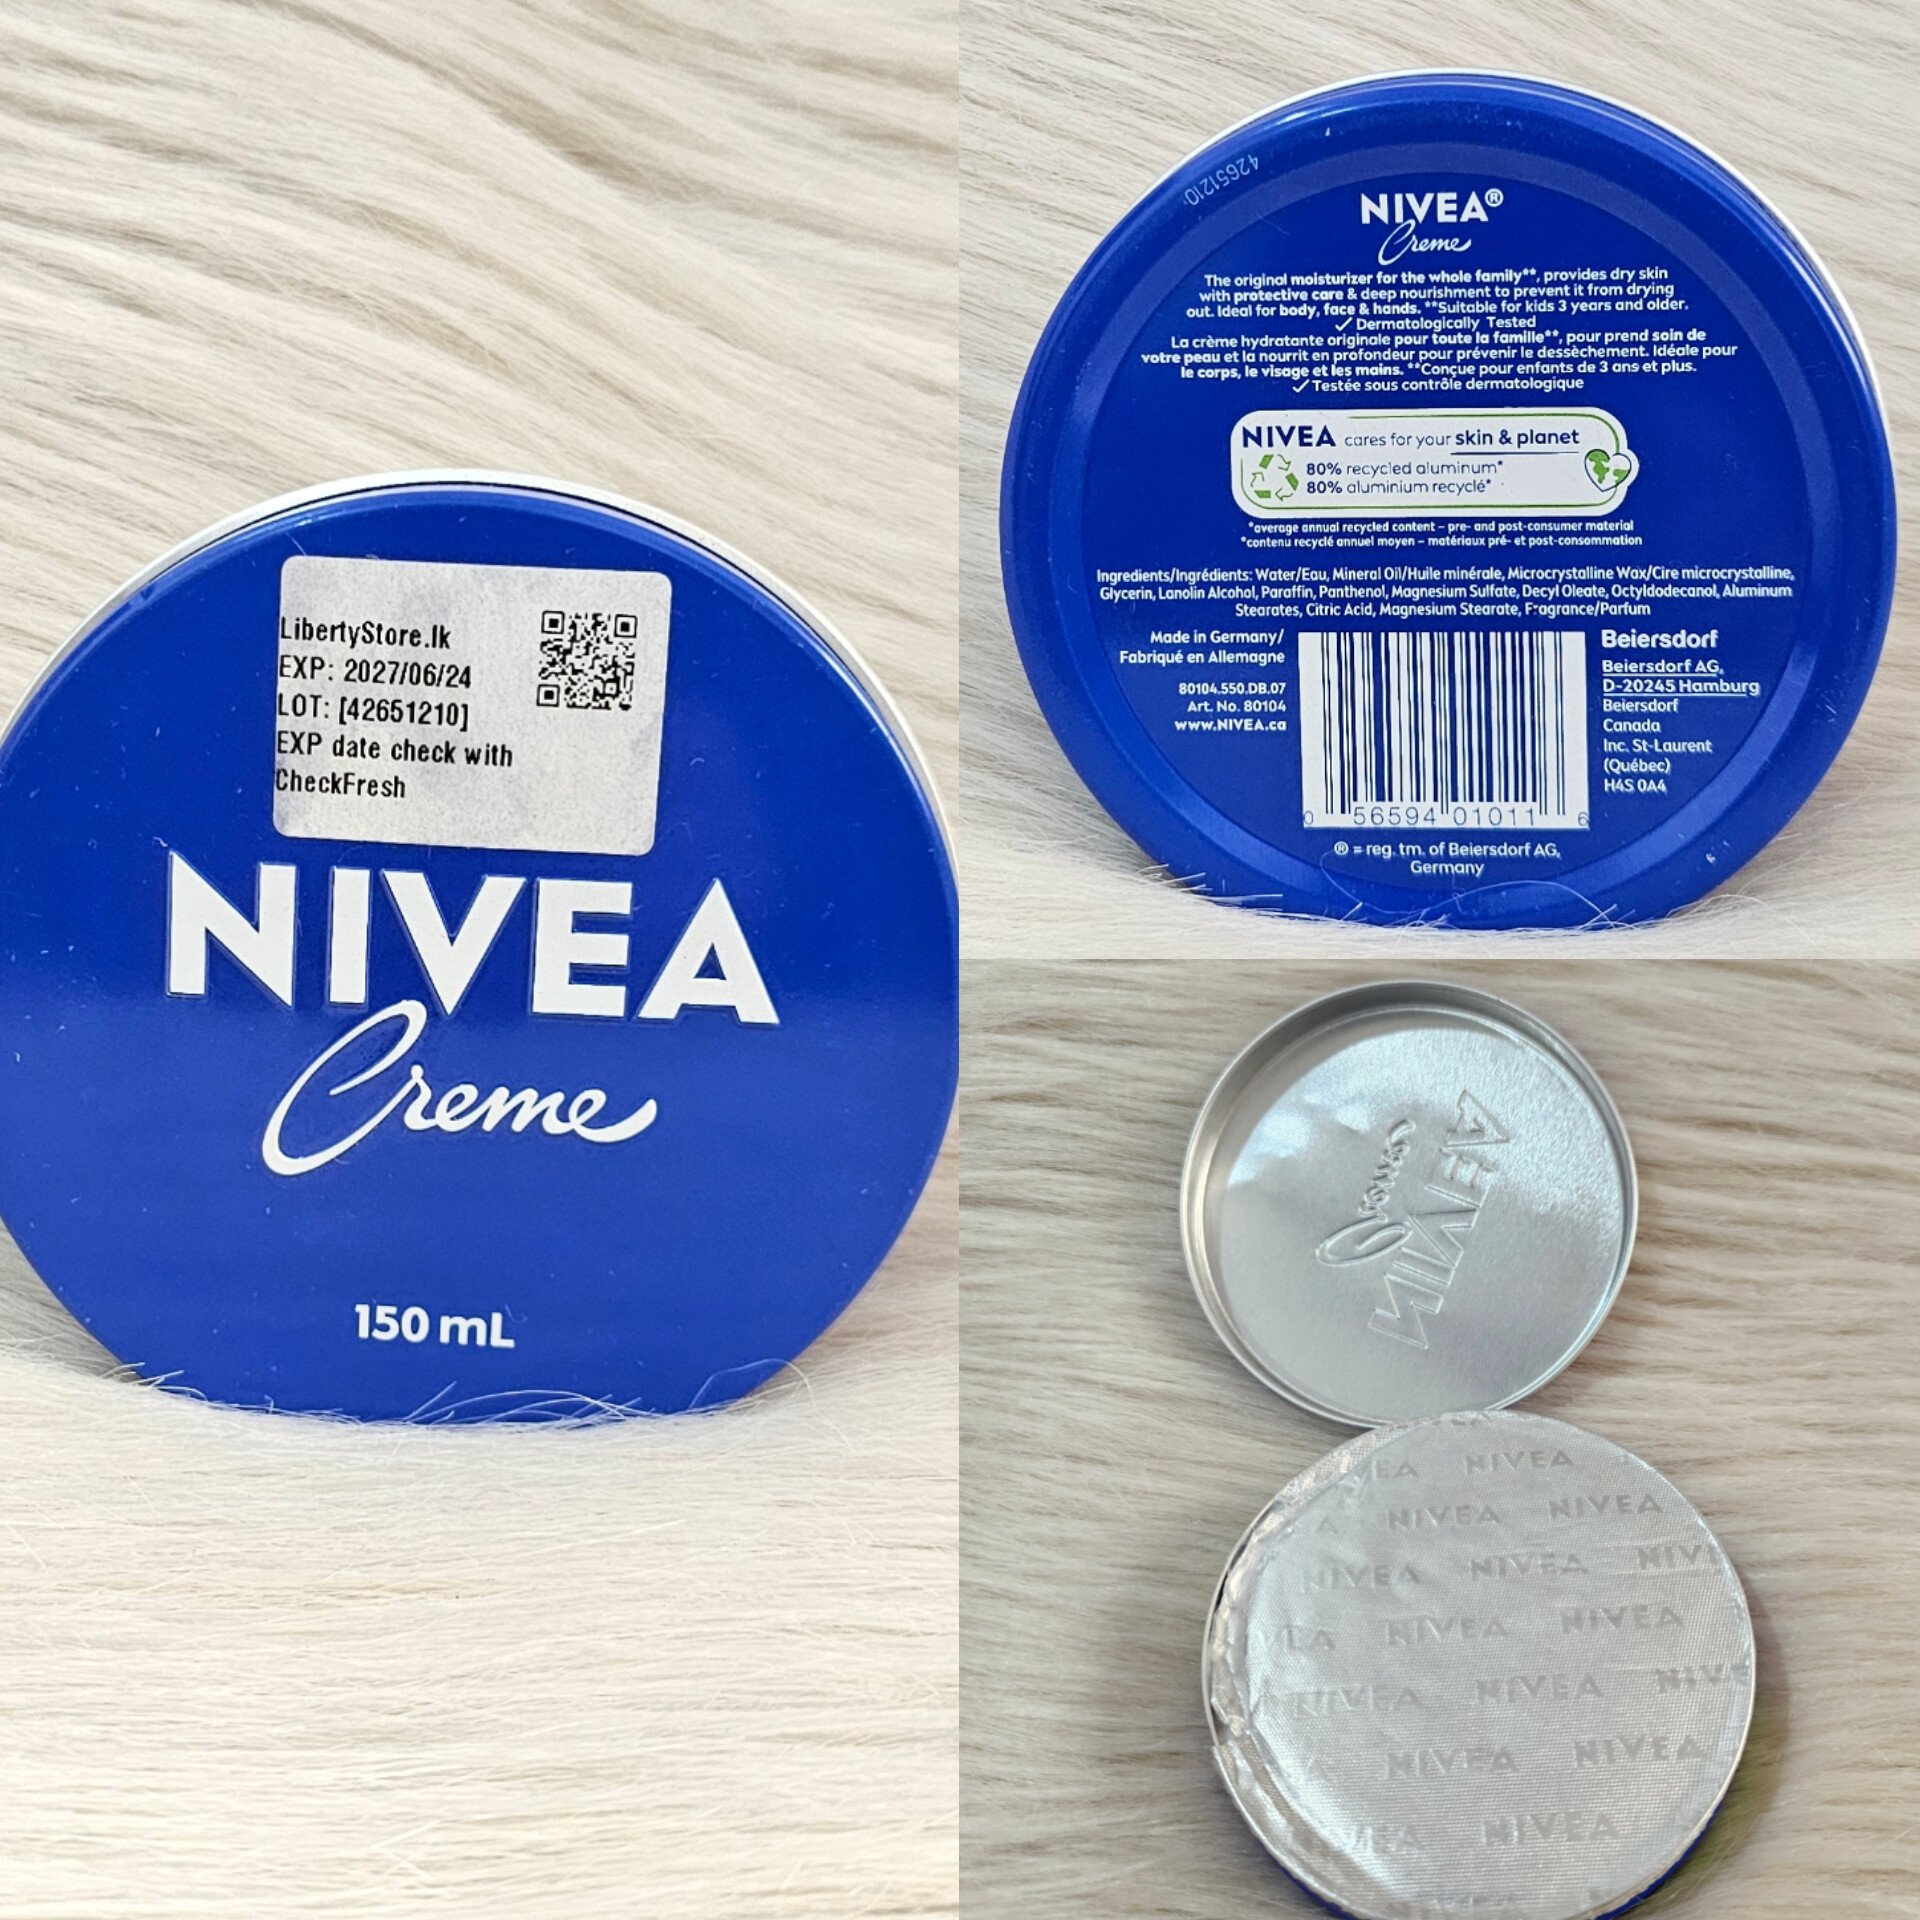 LibertyStore.lk
EXP: 2027/06/24
LOT: [42651210]
EXP date check with
CheckFresh
NIVEA
Creme
150 mL
42651210
NIVEA®
Creme
The original moisturizer for the whole family**, provides dry skin
with protective care & deep nourishment to prevent it from drying
out. Ideal for body, face & hands. **Suitable for kids 3 years and older.
✓ Dermatologically Tested
La crème hydratante originale pour toute la famille**, pour prend soin de
votre peau et la nourrit en profondeur pour prévenir le dessèchement. Idéale pour
le corps, le visage et les mains. **Conçue pour enfants de 3 ans et plus.
✓ Testée sous contrôle dermatologique
NIVEA cares for your skin & planet
80% recycled aluminum*
80% aluminium recyclé*
*average annual recycled content – pre- and post-consumer material
*contenu recyclé annuel moyen – matériaux pré- et post-consommation
Ingredients/Ingrédients: Water/Eau, Mineral Oil/Huile minérale, Microcrystalline Wax/Cire microcrystalline,
Glycerin, Lanolin Alcohol, Paraffin, Panthenol, Magnesium Sulfate, Decyl Oleate, Octyldodecanol, Aluminum
Stearates, Citric Acid, Magnesium Stearate, Fragrance/Parfum
Made in Germany/
Fabriqué en Allemagne
80104.550.DB.07
Art. No. 80104
www.NIVEA.ca
0 56594 01011 6
Beiersdorf
Beiersdorf AG,
D-20245 Hamburg
Beiersdorf
Canada
Inc. St-Laurent
(Québec)
H4S 0A4
® = reg. tm. of Beiersdorf AG,
Germany
NIVEA
Creme
EA NIVEA
A NIVEA NIVEA
NIVEA NIVEA NIV
EA NIVEA NIVEA
NIVEA NIVEA NIVE
A NIVEA NIVEA
VEA NIVEA
NIVEA